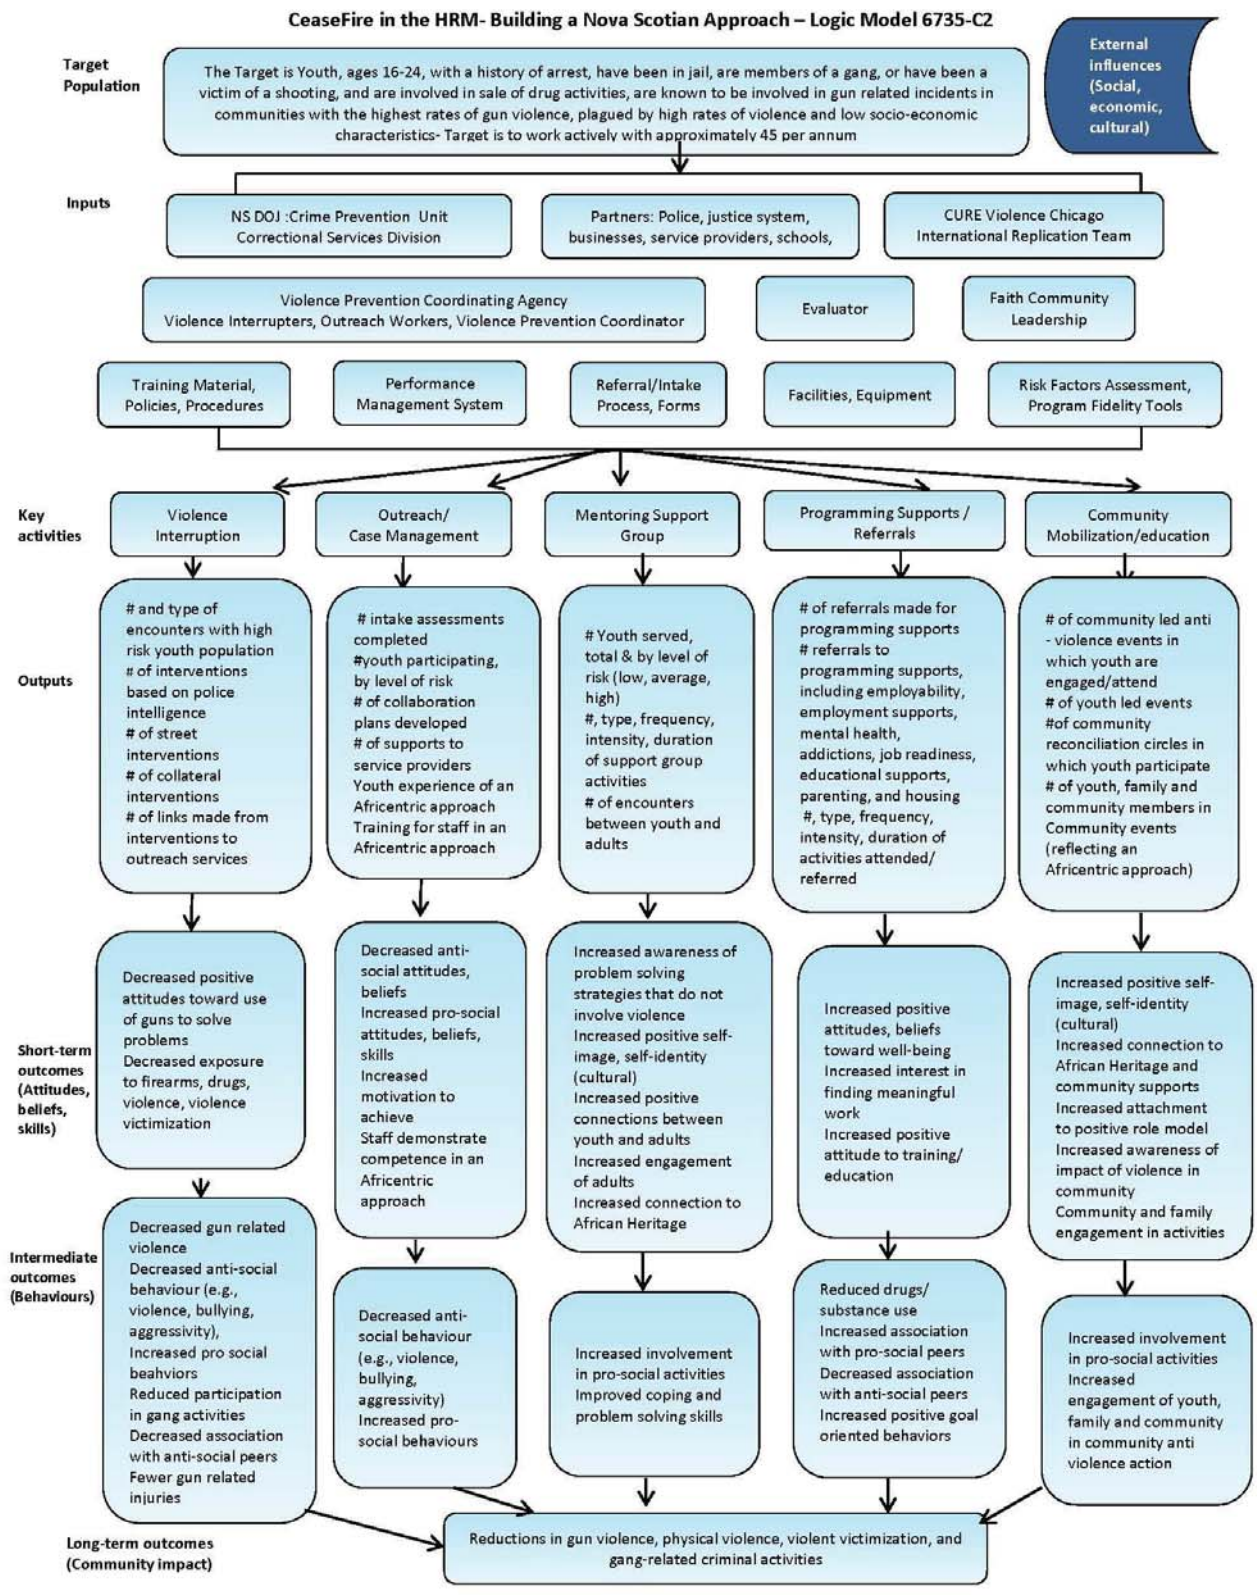 CeaseFire in the HRM- Building a Nova Scotian Approach – Logic Model 6735-C2
Target
Population
The Target is Youth, ages 16-24, with a history of arrest, have been in jail, are members of a gang, or have been a
victim of a shooting, and are involved in sale of drug activities, are known to be involved in gun related incidents in
communities with the highest rates of gun violence, plagued by high rates of violence and low socio-economic
characteristics- Target is to work actively with approximately 45 per annum
External
influences
(Social,
economic,
cultural)
Inputs
NS DOJ :Crime Prevention Unit
Correctional Services Division
Partners: Police, justice system,
businesses, service providers, schools,
CURE Violence Chicago
International Replication Team
Violence Prevention Coordinating Agency
Violence Interrupters, Outreach Workers, Violence Prevention Coordinator
Evaluator
Faith Community
Leadership
Training Material,
Policies, Procedures
Performance
Management System
Referral/Intake
Process, Forms
Facilities, Equipment
Risk Factors Assessment,
Program Fidelity Tools
Key
activities
Violence
Interruption
Outreach/
Case Management
Mentoring Support
Group
Programming Supports /
Referrals
Community
Mobilization/education
Outputs
# and type of
encounters with high
risk youth population
# of interventions
based on police
intelligence
# of street
interventions
# of collateral
interventions
# of links made from
interventions to
outreach services
# intake assessments
completed
#youth participating,
by level of risk
# of collaboration
plans developed
# of supports to
service providers
Youth experience of an
Africentric approach
Training for staff in an
Africentric approach
# Youth served,
total & by level of
risk (low, average,
high)
#, type, frequency,
intensity, duration
of support group
activities
# of encounters
between youth and
adults
# of referrals made for
programming supports
# referrals to
programming supports,
including employability,
employment supports,
mental health,
addictions, job readiness,
educational supports,
parenting, and housing
#, type, frequency,
intensity, duration of
activities attended/
referred
# of community led anti
- violence events in
which youth are
engaged/attend
# of youth led events
#of community
reconciliation circles in
which youth participate
# of youth, family and
community members in
Community events
(reflecting an
Africentric approach)
Short-term
outcomes
(Attitudes,
beliefs,
skills)
Decreased positive
attitudes toward use
of guns to solve
problems
Decreased exposure
to firearms, drugs,
violence, violence
victimization
Decreased anti-
social attitudes,
beliefs
Increased pro-social
attitudes, beliefs,
skills
Increased
motivation to
achieve
Staff demonstrate
competence in an
Africentric
approach
Increased awareness of
problem solving
strategies that do not
involve violence
Increased positive self-
image, self-identity
(cultural)
Increased positive
connections between
youth and adults
Increased engagement
of adults
Increased connection to
African Heritage
Increased positive
attitudes, beliefs
toward well-being
Increased interest in
finding meaningful
work
Increased positive
attitude to training/
education
Increased positive self-
image, self-identity
(cultural)
Increased connection to
African Heritage and
community supports
Increased attachment
to positive role model
Increased awareness of
impact of violence in
community
Community and family
engagement in activities
Intermediate
outcomes
(Behaviours)
Decreased gun related
violence
Decreased anti-social
behaviour (e.g.,
violence, bullying,
aggressivity),
Increased pro social
beahviors
Reduced participation
in gang activities
Decreased association
with anti-social peers
Fewer gun related
injuries
Decreased anti-
social behaviour
(e.g., violence,
bullying,
aggressivity)
Increased pro-
social behaviours
Increased involvement
in pro-social activities
Improved coping and
problem solving skills
Reduced drugs/
substance use
Increased association
with pro-social peers
Decreased association
with anti-social peers
Increased positive goal
oriented behaviors
Increased involvement
in pro-social activities
Increased
engagement of youth,
family and community
in community anti
violence action
Long-term outcomes
(Community impact)
Reductions in gun violence, physical violence, violent victimization, and
gang-related criminal activities